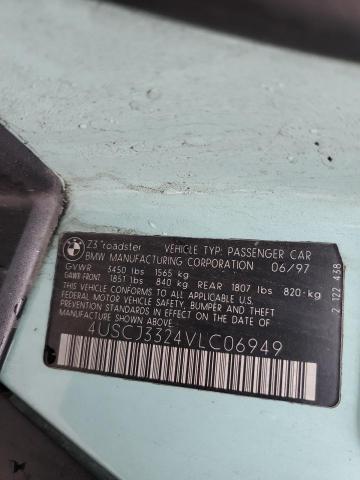 BMW
Z3 roadster VEHICLE TYP: PASSENGER CAR
BMW MANUFACTURING CORPORATION 06/97
GVWR 3450 lbs 1565 kg
GAWR FRONT 1851 lbs 840 kg REAR 1807 lbs 820 kg
THIS VEHICLE CONFORMS TO ALL APPLICABLE U.S.
FEDERAL MOTOR VEHICLE SAFETY, BUMPER AND THEFT
PREVENTION STANDARDS IN EFFECT ON THE DATE OF
MANUFACTURE SHOWN ABOVE.
4USCJ3324VLC06949
2 122 438